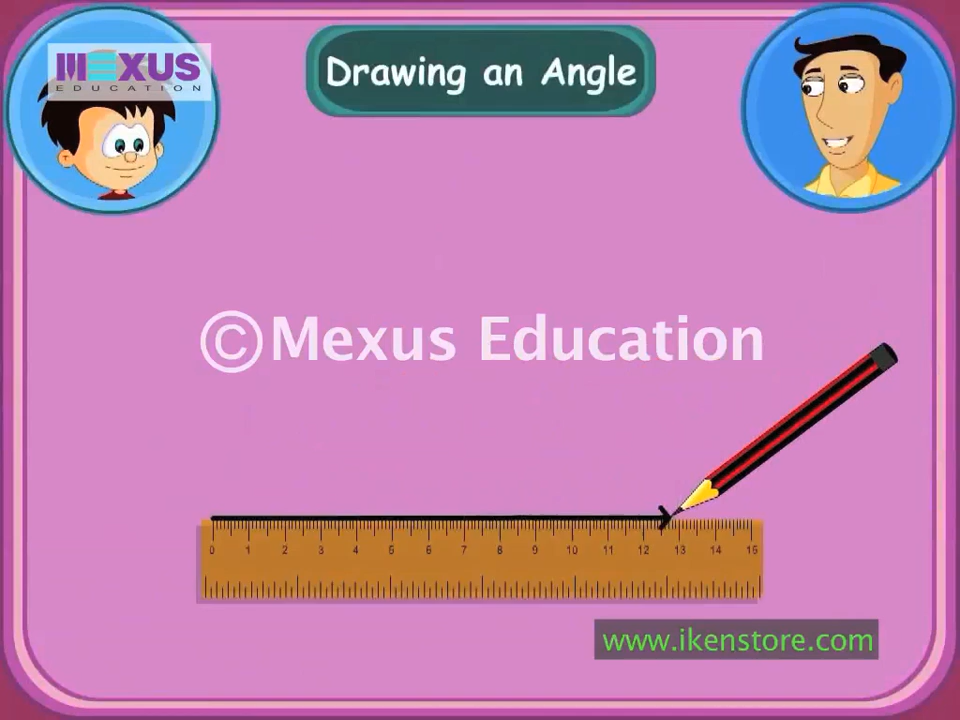 MEXUS
EDUCATION
Drawing an Angle
©Mexus Education
0 1 2 3 4 5 6 7 8 9 10 11 12 13 14 15
www.ikenstore.com